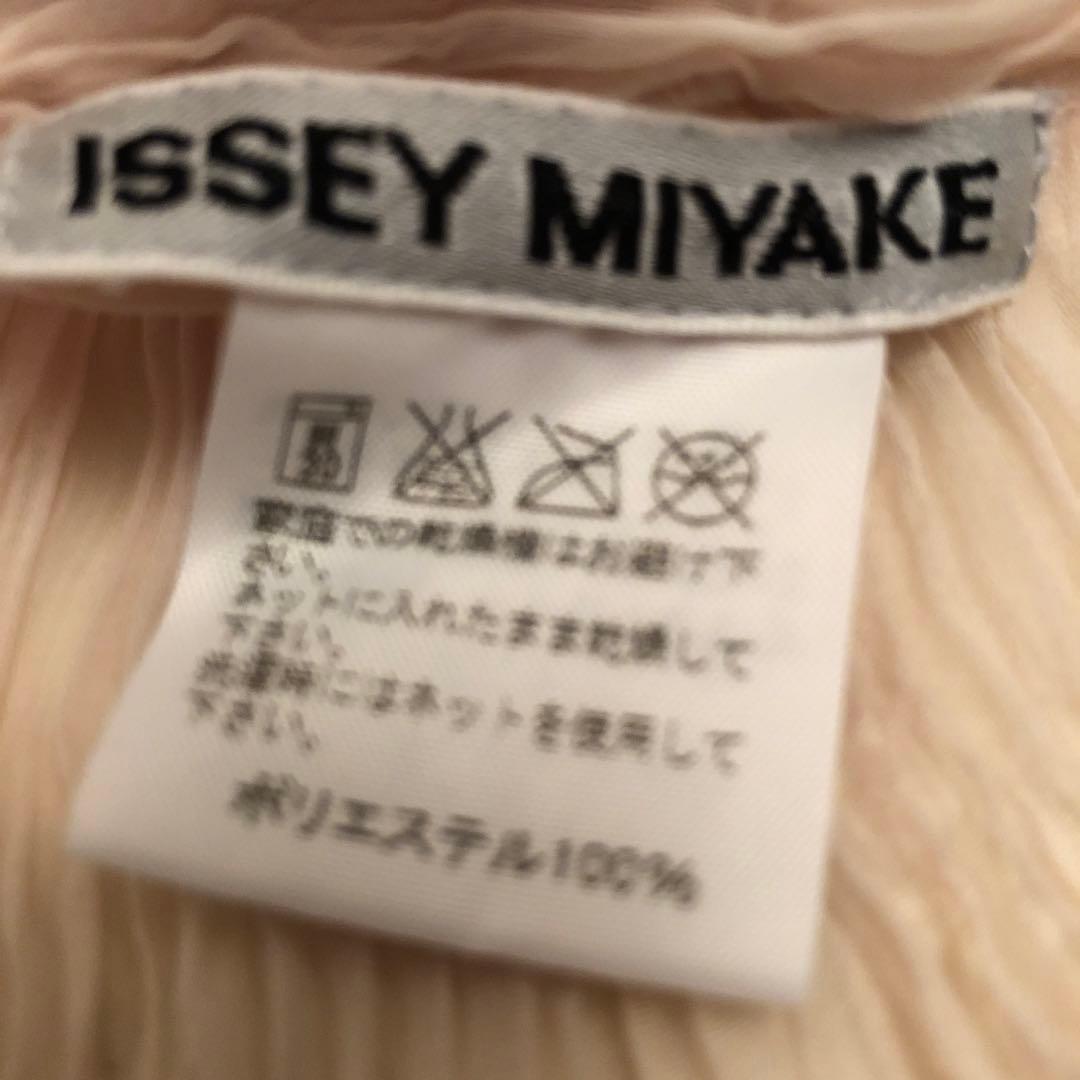 ISSEY MIYAKE
弱
30
家庭での乾燥機はお避け下
さい。
ネットに入れたまま乾燥して
下さい。
洗濯時にはネットを使用して
下さい。
ポリエステル100%